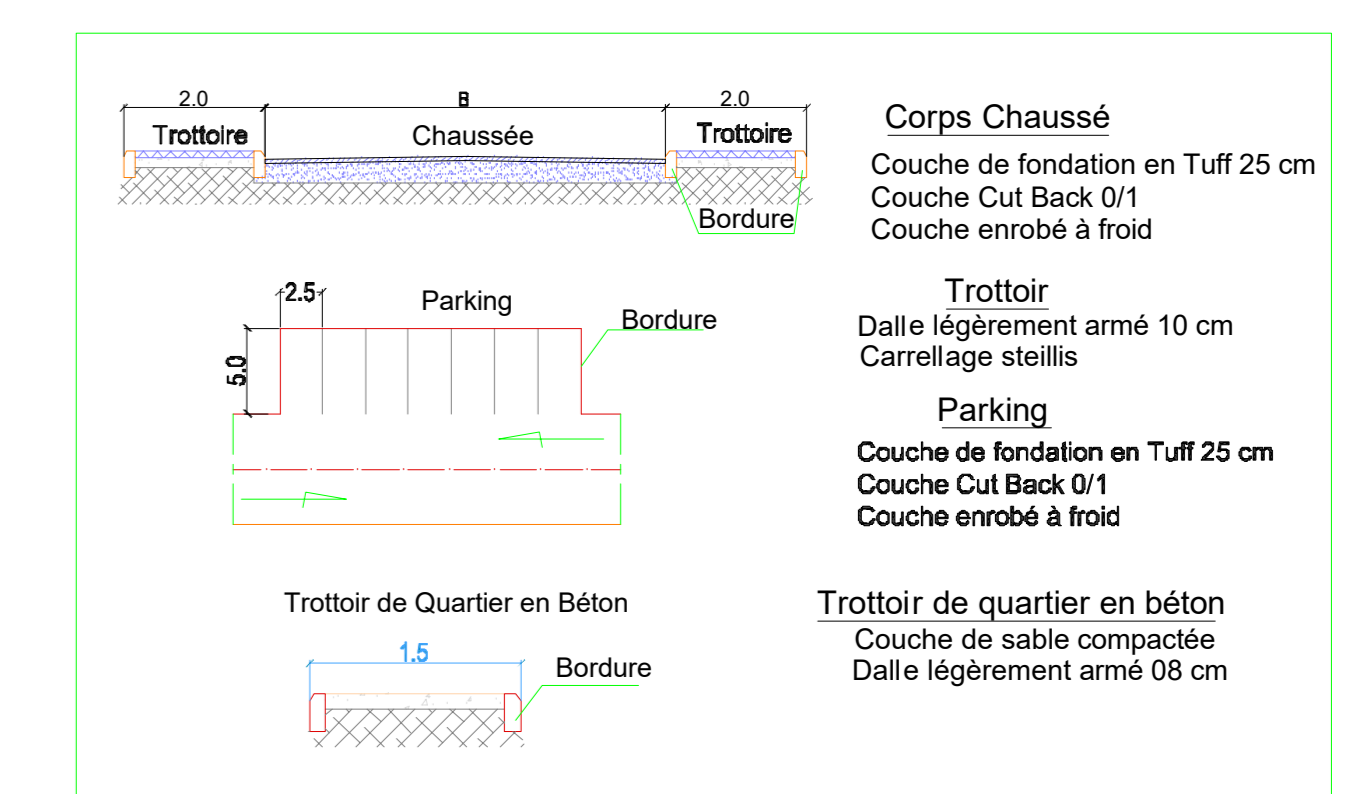 2.0
2.0
Trottoire
Chaussée
Trottoire
Bordure
Corps Chaussé
Couche de fondation en Tuff 25 cm
Couche Cut Back 0/1
Couche enrobé à froid
2.5
Parking
Bordure
5.0
Trottoir
Dalle légèrement armé 10 cm
Carrellage steillis
Parking
Couche de fondation en Tuff 25 cm
Couche Cut Back 0/1
Couche enrobé à froid
Trottoir de Quartier en Béton
1.5
Bordure
Trottoir de quartier en béton
Couche de sable compactée
Dalle légèrement armé 08 cm